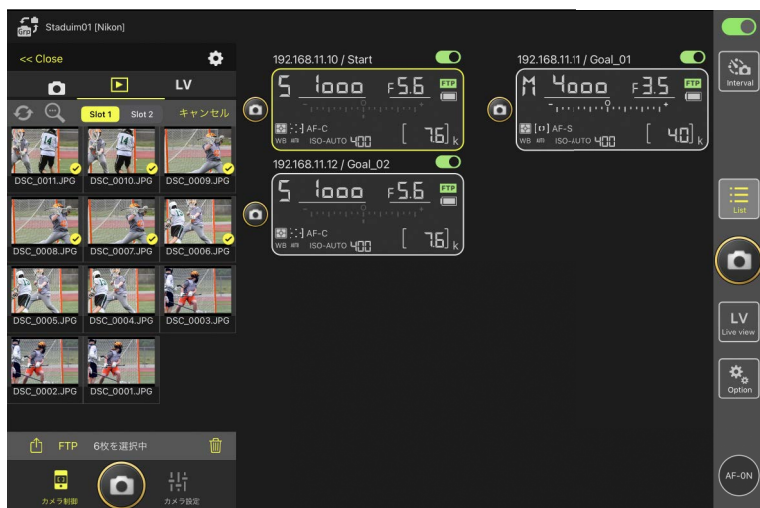 Grp Staduim01 [Nikon]
<< Close
LV
Slot 1 Slot 2 キャンセル
DSC_0011.JPG DSC_0010.JPG DSC_0009.JPG
DSC_0008.JPG DSC_0007.JPG DSC_0006.JPG
DSC_0005.JPG DSC_0004.JPG DSC_0003.JPG
DSC_0002.JPG DSC_0001.JPG
FTP 6枚を選択中
カメラ制御 カメラ設定
192.168.11.10 / Start
S 1000 F5.6 FTP
AF-C
WB AUTO ISO-AUTO 400 [ 7.6] k
192.168.11.11 / Goal_01
M 4000 F3.5 FTP
AF-S
WB AUTO ISO-AUTO 400 [ 4.0] k
192.168.11.12 / Goal_02
S 1000 F5.6 FTP
AF-C
WB AUTO ISO-AUTO 400 [ 7.6] k
Interval
List
LV
Live view
Option
AF-ON